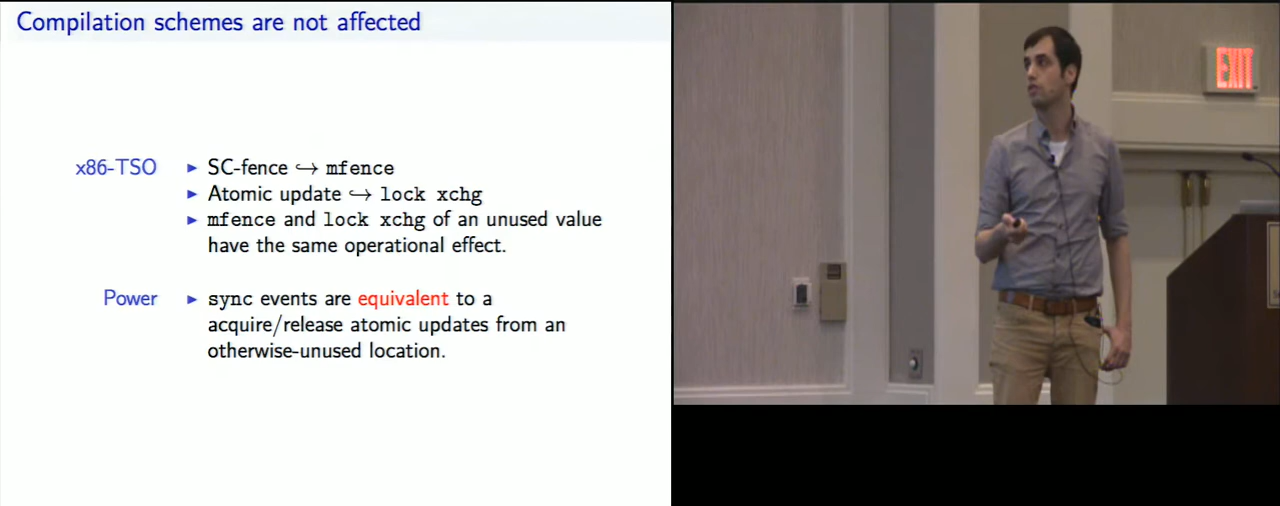 Compilation schemes are not affected
x86-TSO ▸ SC-fence ↪ mfence
▸ Atomic update ↪ lock xchg
▸ mfence and lock xchg of an unused value
have the same operational effect.
Power ▸ sync events are equivalent to a
acquire/release atomic updates from an
otherwise-unused location.
EXIT